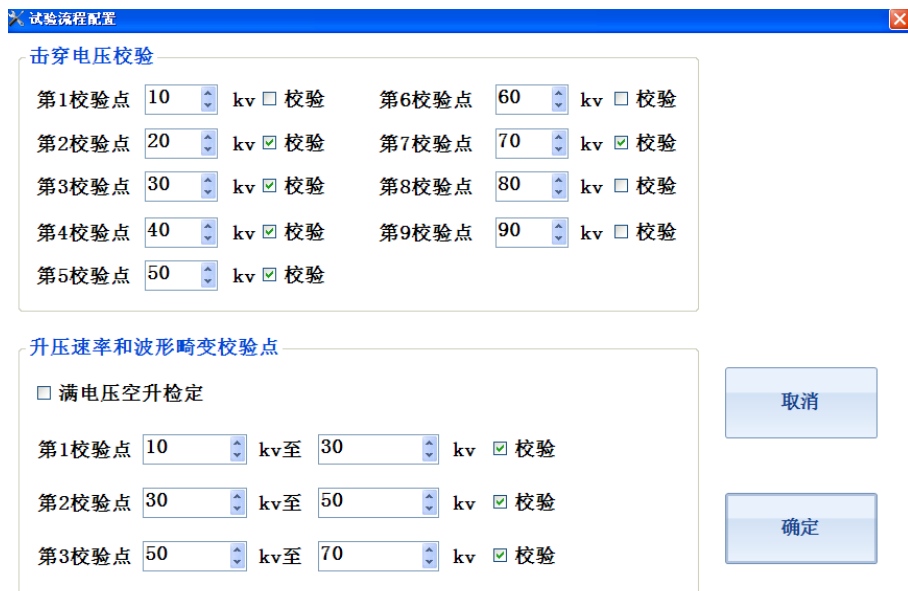 试验流程配置
击穿电压校验
第1校验点 10 kv 校验 第6校验点 60 kv 校验
第2校验点 20 kv 校验 第7校验点 70 kv 校验
第3校验点 30 kv 校验 第8校验点 80 kv 校验
第4校验点 40 kv 校验 第9校验点 90 kv 校验
第5校验点 50 kv 校验
升压速率和波形畸变校验点
满电压空升检定
取消
第1校验点 10 kv至 30 kv 校验
第2校验点 30 kv至 50 kv 校验
确定
第3校验点 50 kv至 70 kv 校验